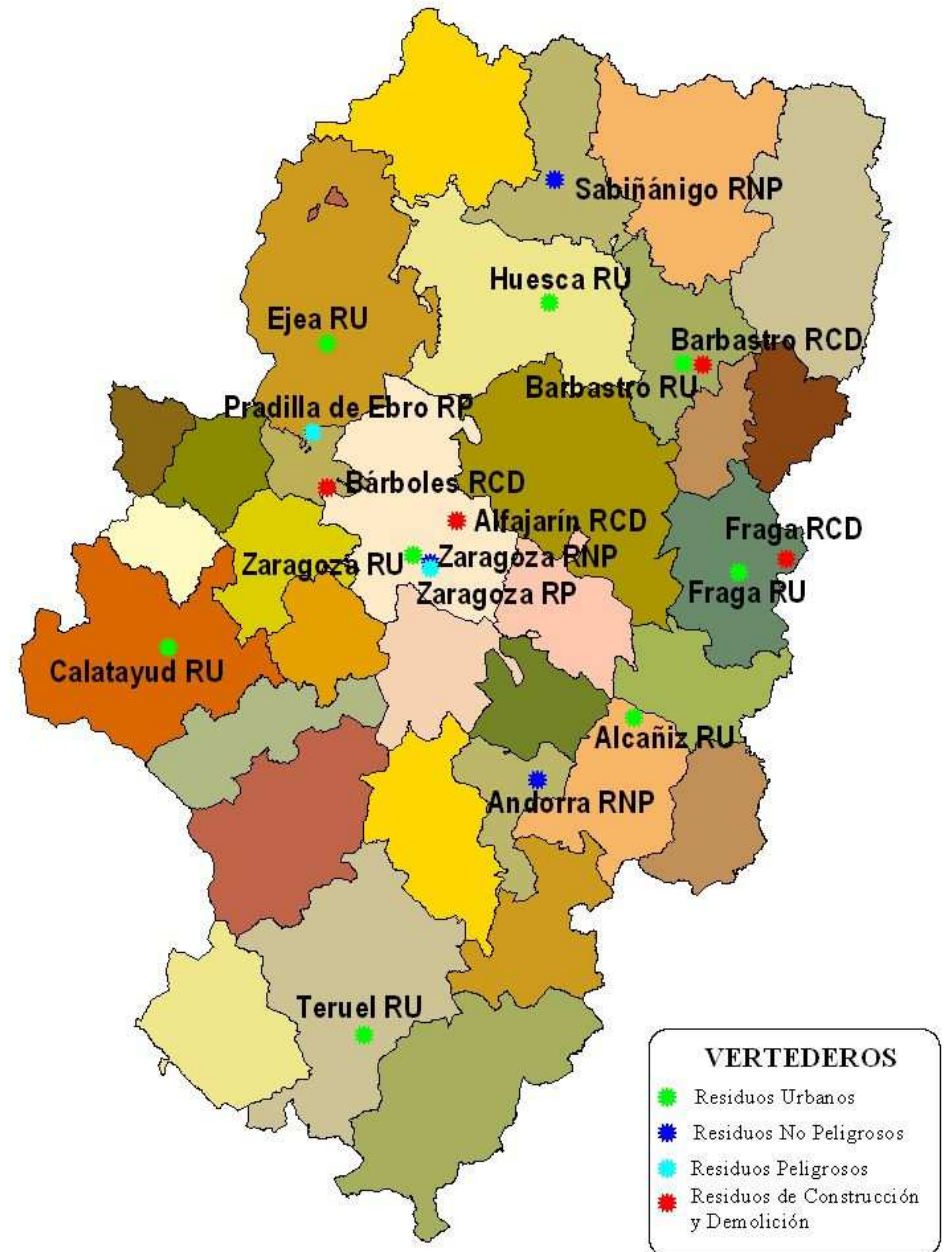 Sabiñánigo RNP
Huesca RU
Ejea RU
Barbastro RCD
Barbastro RU
Pradilla de Ebro RP
Bárboles RCD
Alfajarín RCD
Fraga RCD
Zaragoza RU
Zaragoza RNP
Zaragoza RP
Fraga RU
Calatayud RU
Alcañiz RU
Andorra RNP
Teruel RU
VERTEDEROS
Residuos Urbanos
Residuos No Peligrosos
Residuos Peligrosos
Residuos de Construcción
y Demolición